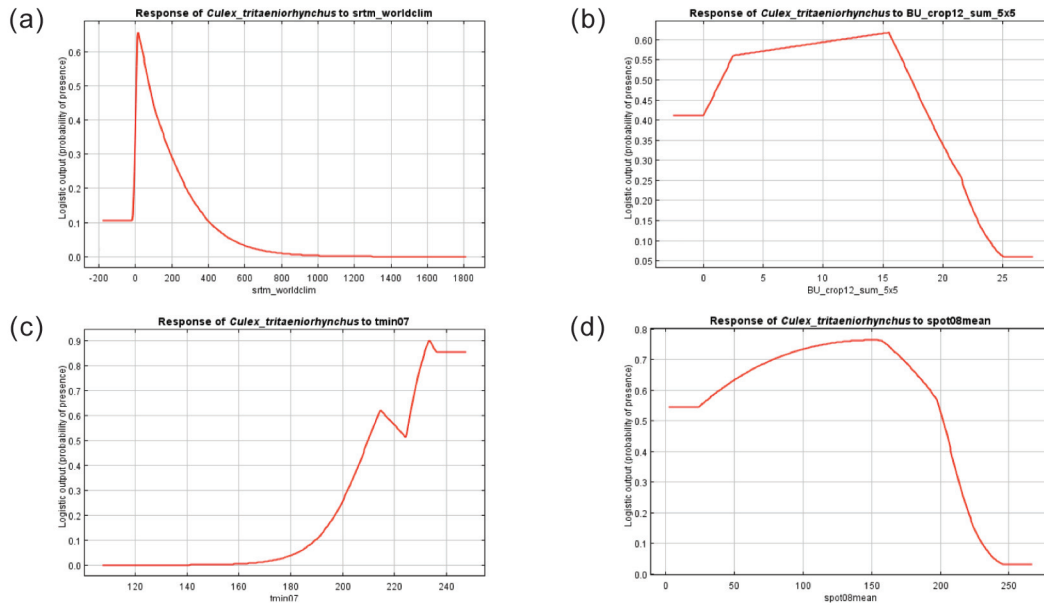 (a)
Response of Culex_tritaeniorhynchus to srtm_worldclim
Logistic output (probability of presence)
0.6
0.5
0.4
0.3
0.2
0.1
0.0
-200 0 200 400 600 800 1000 1200 1400 1600 1800
srtm_worldclim
(b)
Response of Culex_tritaeniorhynchus to BU_crop12_sum_5x5
Logistic output (probability of presence)
0.60
0.55
0.50
0.45
0.40
0.35
0.30
0.25
0.20
0.15
0.10
0.05
0 5 10 15 20 25
BU_crop12_sum_5x5
(c)
Response of Culex_tritaeniorhynchus to tmin07
Logistic output (probability of presence)
0.9
0.8
0.7
0.6
0.5
0.4
0.3
0.2
0.1
0.0
120 140 160 180 200 220 240
tmin07
(d)
Response of Culex_tritaeniorhynchus to spot08mean
Logistic output (probability of presence)
0.8
0.7
0.6
0.5
0.4
0.3
0.2
0.1
0.0
0 50 100 150 200 250
spot08mean